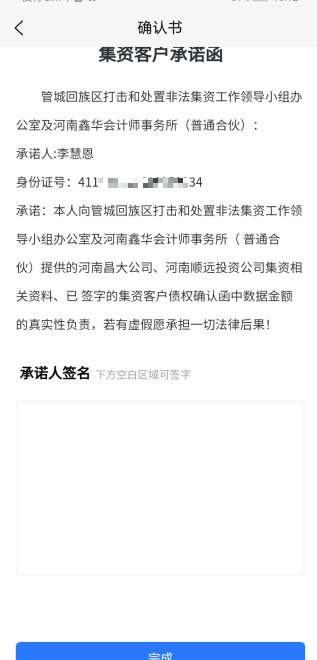 确认书
集资客户承诺函
管城回族区打击和处置非法集资工作领导小组办
公室及河南鑫华会计师事务所（普通合伙）：
承诺人:李慧恩
身份证号：411 34
承诺：本人向管城回族区打击和处置非法集资工作领
导小组办公室及河南鑫华会计师事务所（ 普通合
伙）提供的河南昌大公司、河南顺远投资公司集资相
关资料、已 签字的集资客户债权确认函中数据金额
的真实性负责，若有虚假愿承担一切法律后果！
承诺人签名 下方空白区域可签字
完成